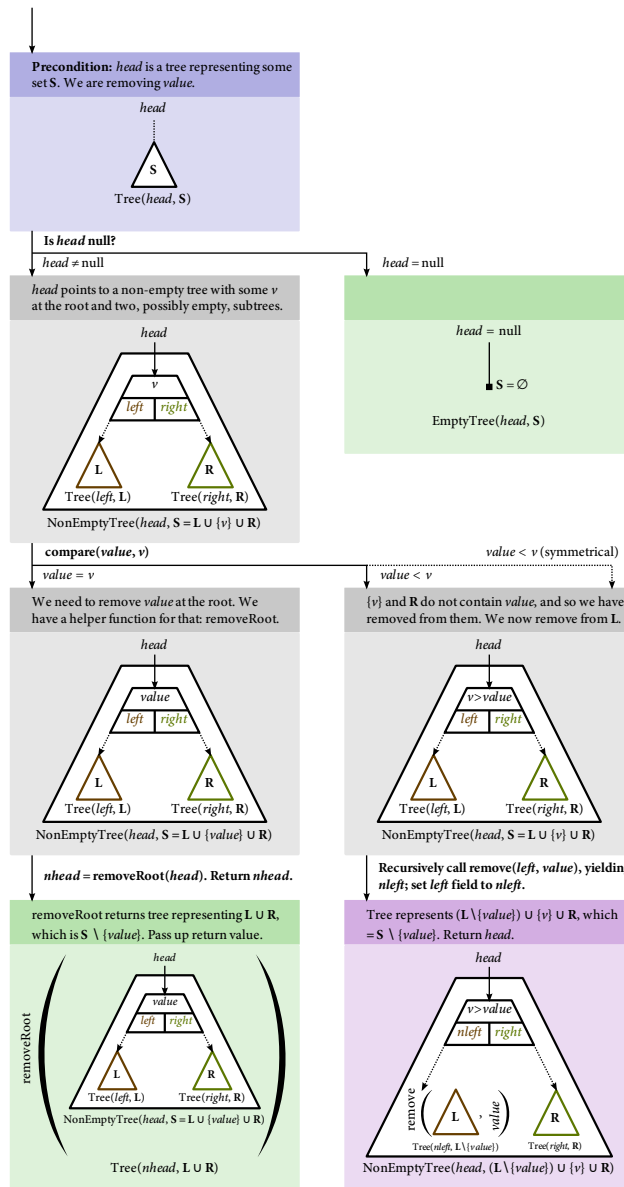 Precondition: head is a tree representing some
set S. We are removing value.
head
S
Tree(head, S)
Is head null?
head ≠ null
head = null
head points to a non-empty tree with some v
at the root and two, possibly empty, subtrees.
head
v
left right
L R
Tree(left, L) Tree(right, R)
NonEmptyTree(head, S = L ∪ {v} ∪ R)
head = null
S = ∅
EmptyTree(head, S)
compare(value, v)
value = v
value < v
value < v (symmetrical)
We need to remove value at the root. We
have a helper function for that: removeRoot.
head
value
left right
L R
Tree(left, L) Tree(right, R)
NonEmptyTree(head, S = L ∪ {value} ∪ R)
{v} and R do not contain value, and so we have
removed from them. We now remove from L.
head
v>value
left right
L R
Tree(left, L) Tree(right, R)
NonEmptyTree(head, S = L ∪ {v} ∪ R)
nhead = removeRoot(head). Return nhead.
Recursively call remove(left, value), yieldin
nleft; set left field to nleft.
removeRoot returns tree representing L ∪ R,
which is S \ {value}. Pass up return value.
head
removeRoot
value
left right
L R
Tree(left, L) Tree(right, R)
NonEmptyTree(head, S = L ∪ {value} ∪ R)
Tree(nhead, L ∪ R)
Tree represents (L\{value}) ∪ {v} ∪ R, which
= S \ {value}. Return head.
head
v>value
nleft right
remove L , value R
Tree(nleft, L\{value}) Tree(right, R)
NonEmptyTree(head, (L\{value}) ∪ {v} ∪ R)